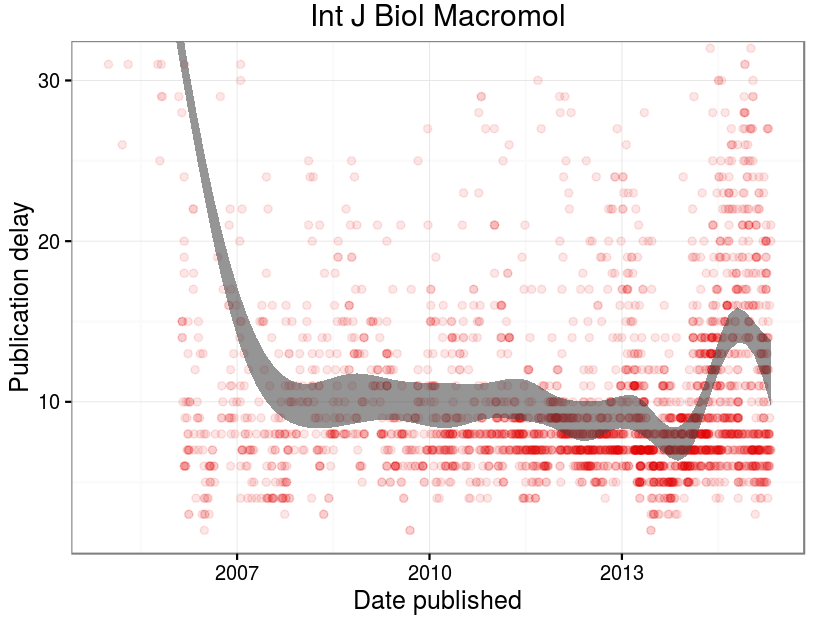 Int J Biol Macromol
Publication delay
30
20
10
2007
2010
2013
Date published